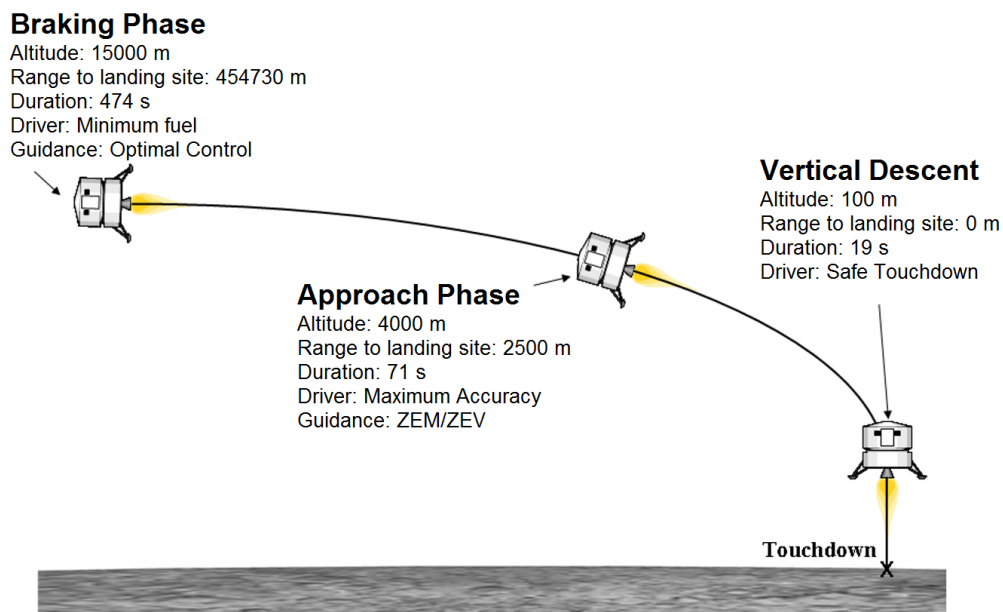 Braking Phase
Altitude: 15000 m
Range to landing site: 454730 m
Duration: 474 s
Driver: Minimum fuel
Guidance: Optimal Control
Approach Phase
Altitude: 4000 m
Range to landing site: 2500 m
Duration: 71 s
Driver: Maximum Accuracy
Guidance: ZEM/ZEV
Vertical Descent
Altitude: 100 m
Range to landing site: 0 m
Duration: 19 s
Driver: Safe Touchdown
Touchdown
X